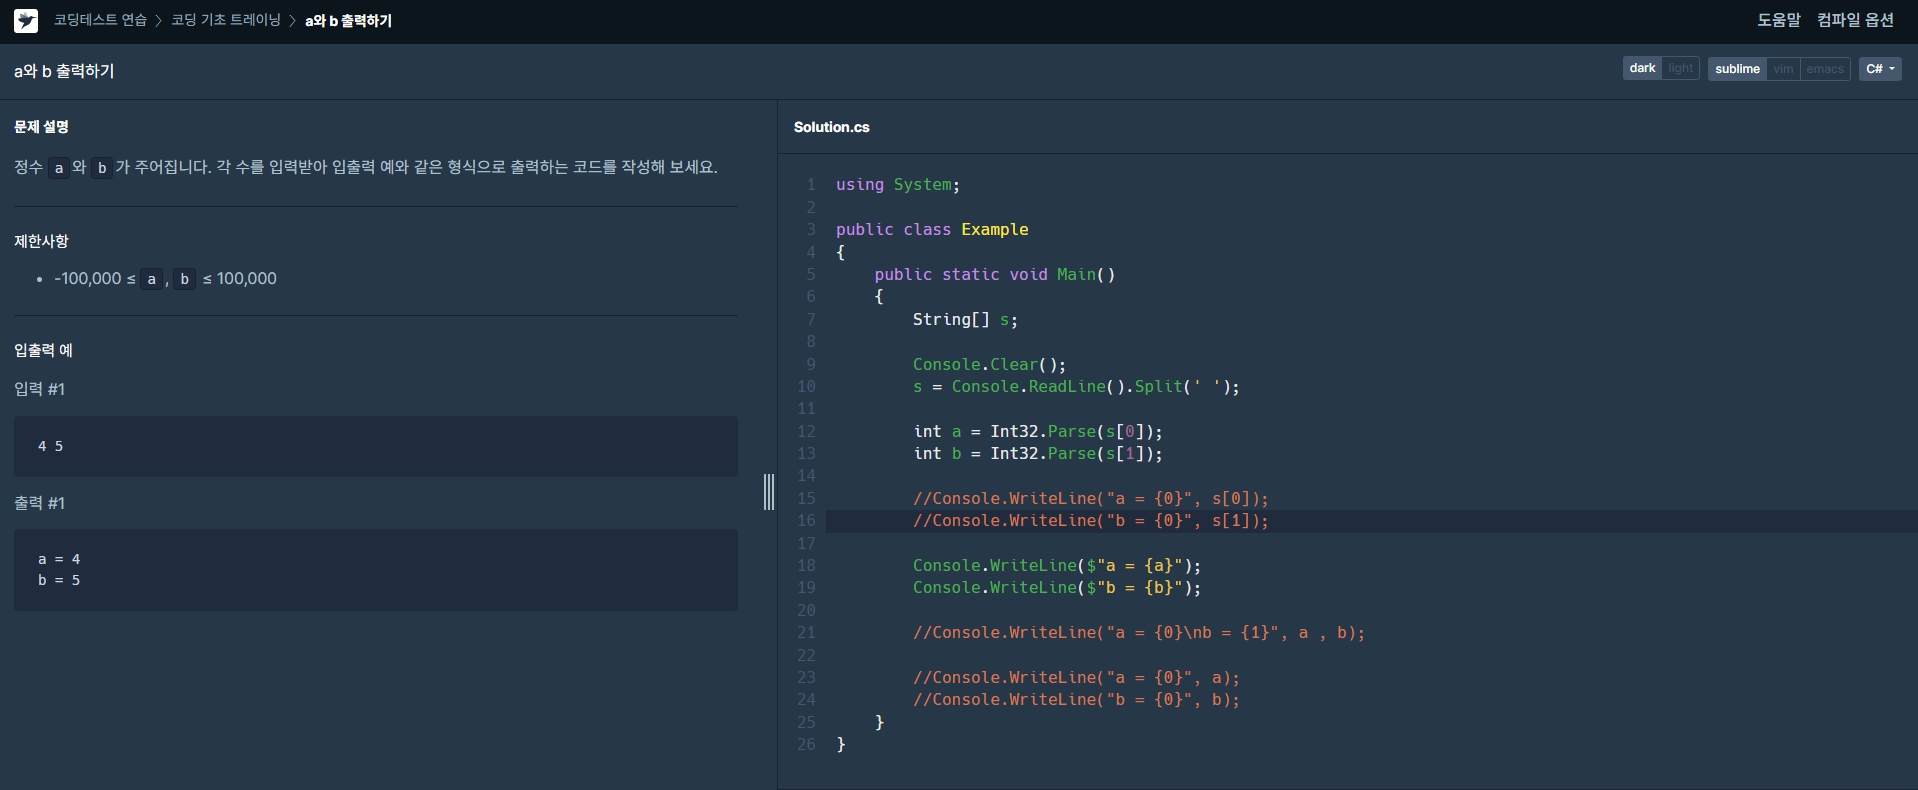 코딩테스트 연습 > 코딩 기초 트레이닝 > a와 b 출력하기
도움말 컴파일 옵션
a와 b 출력하기
dark light sublime vim emacs C#
문제 설명
정수 a 와 b 가 주어집니다. 각 수를 입력받아 입출력 예와 같은 형식으로 출력하는 코드를 작성해 보세요.
제한사항
• -100,000 ≤ a , b ≤ 100,000
입출력 예
입력 #1
4 5
출력 #1
a = 4
b = 5
Solution.cs
1 using System;
2
3 public class Example
4 {
5     public static void Main()
6     {
7         String[] s;
8
9         Console.Clear();
10         s = Console.ReadLine().Split(' ');
11
12         int a = Int32.Parse(s[0]);
13         int b = Int32.Parse(s[1]);
14
15         //Console.WriteLine("a = {0}", s[0]);
16         //Console.WriteLine("b = {0}", s[1]);
17
18         Console.WriteLine($"a = {a}");
19         Console.WriteLine($"b = {b}");
20
21         //Console.WriteLine("a = {0}\nb = {1}", a , b);
22
23         //Console.WriteLine("a = {0}", a);
24         //Console.WriteLine("b = {0}", b);
25     }
26 }